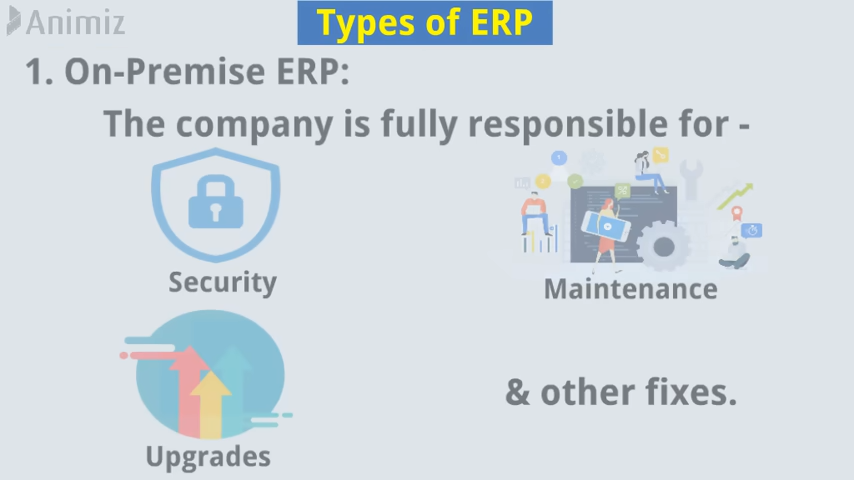 Animiz
Types of ERP
1. On-Premise ERP:
The company is fully responsible for -
Security
Maintenance
Upgrades
& other fixes.